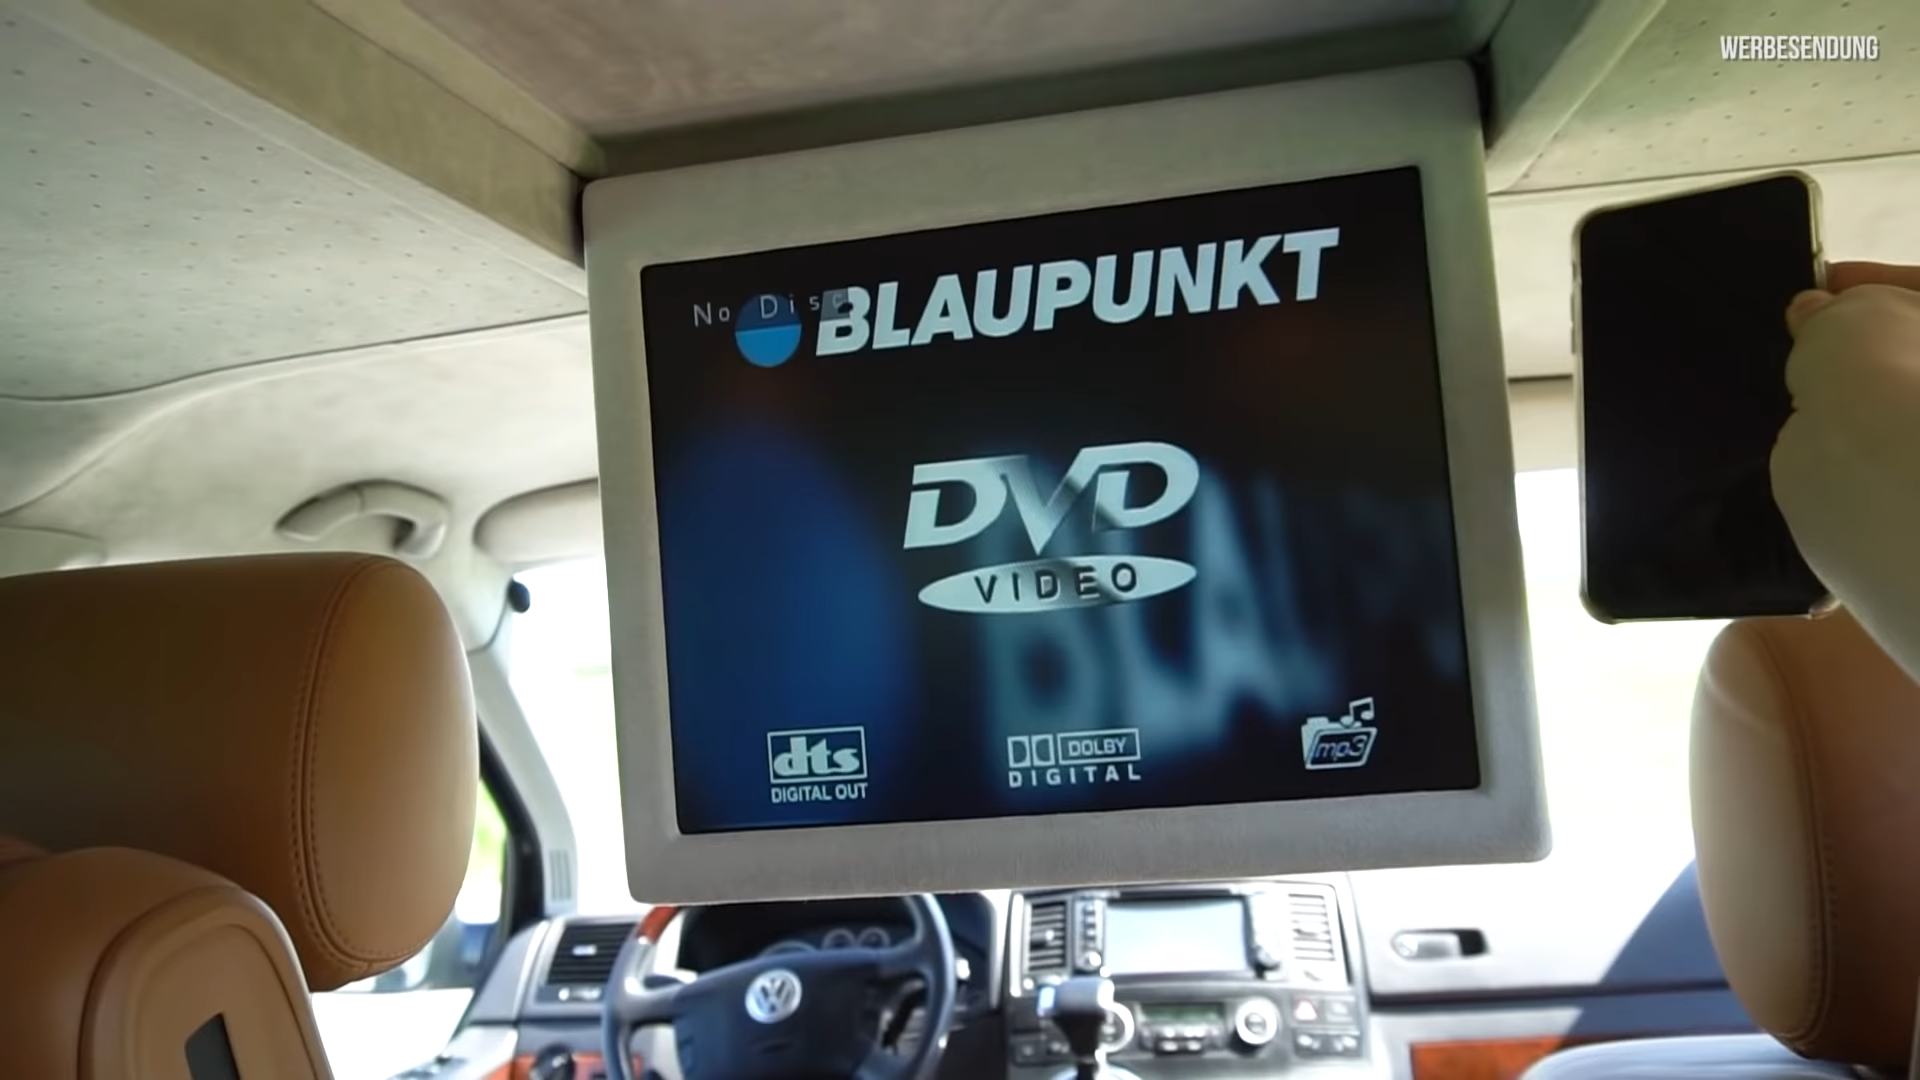 WERBESENDUNG
No Disc
BLAUPUNKT
DVD
VIDEO
dts
DIGITAL OUT
DOLBY
DIGITAL
mp3